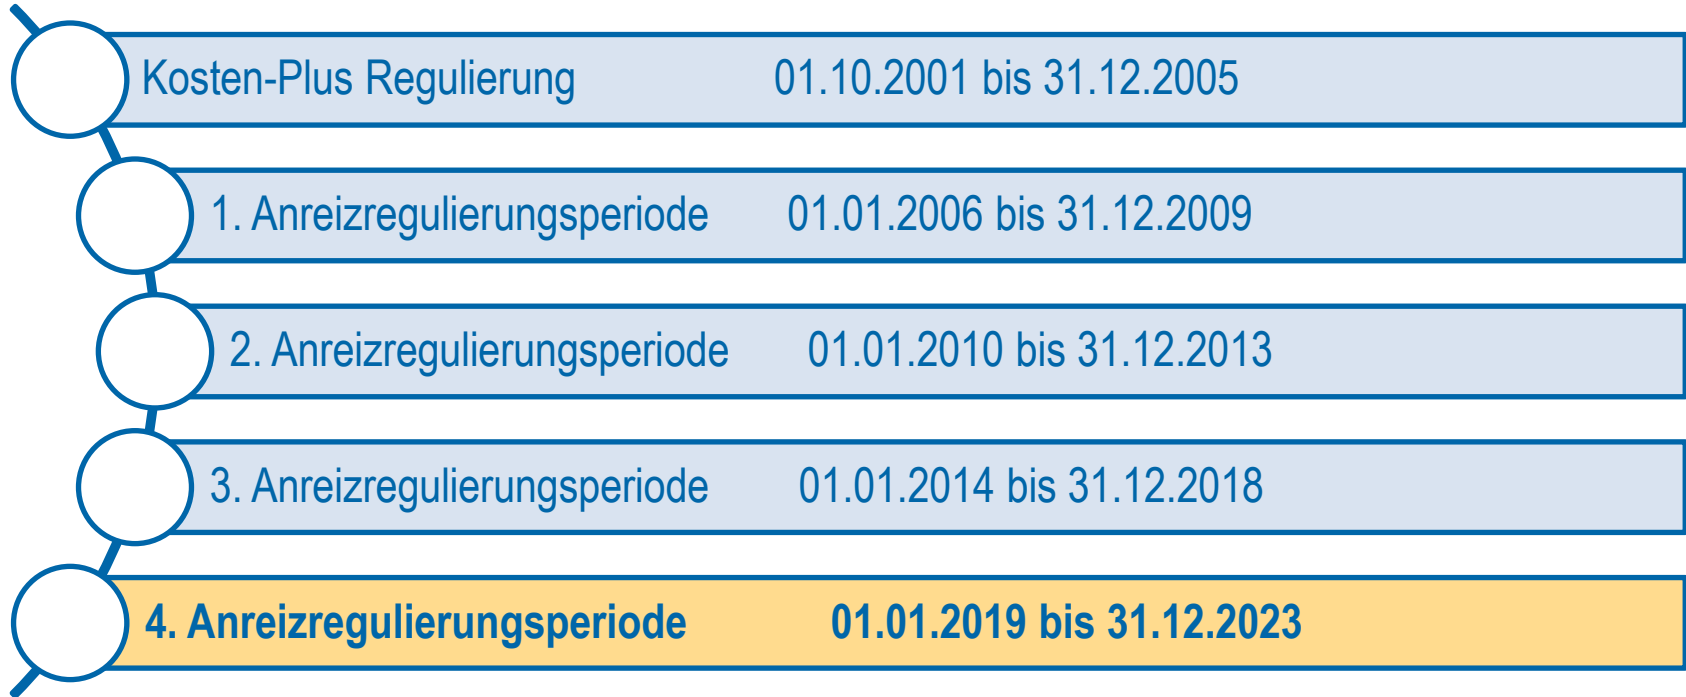 Kosten-Plus Regulierung 01.10.2001 bis 31.12.2005
1. Anreizregulierungsperiode 01.01.2006 bis 31.12.2009
2. Anreizregulierungsperiode 01.01.2010 bis 31.12.2013
3. Anreizregulierungsperiode 01.01.2014 bis 31.12.2018
4. Anreizregulierungsperiode 01.01.2019 bis 31.12.2023